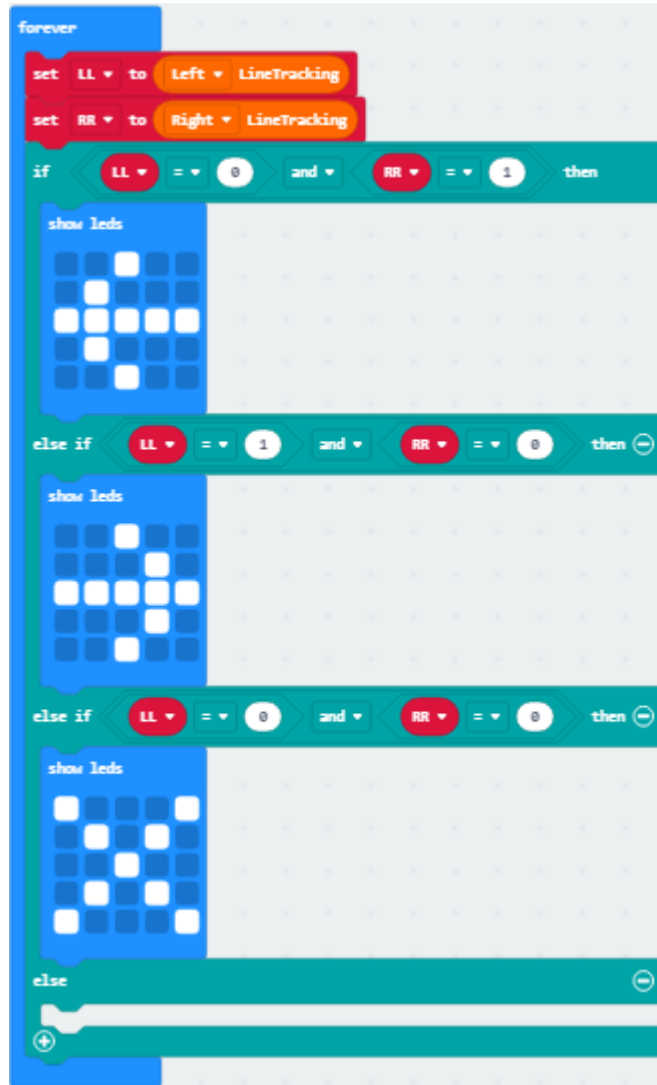 forever
set LL to Left LineTracking
set RR to Right LineTracking
if LL = 0 and RR = 1 then
show leds
else if LL = 1 and RR = 0 then
show leds
else if LL = 0 and RR = 0 then
show leds
else